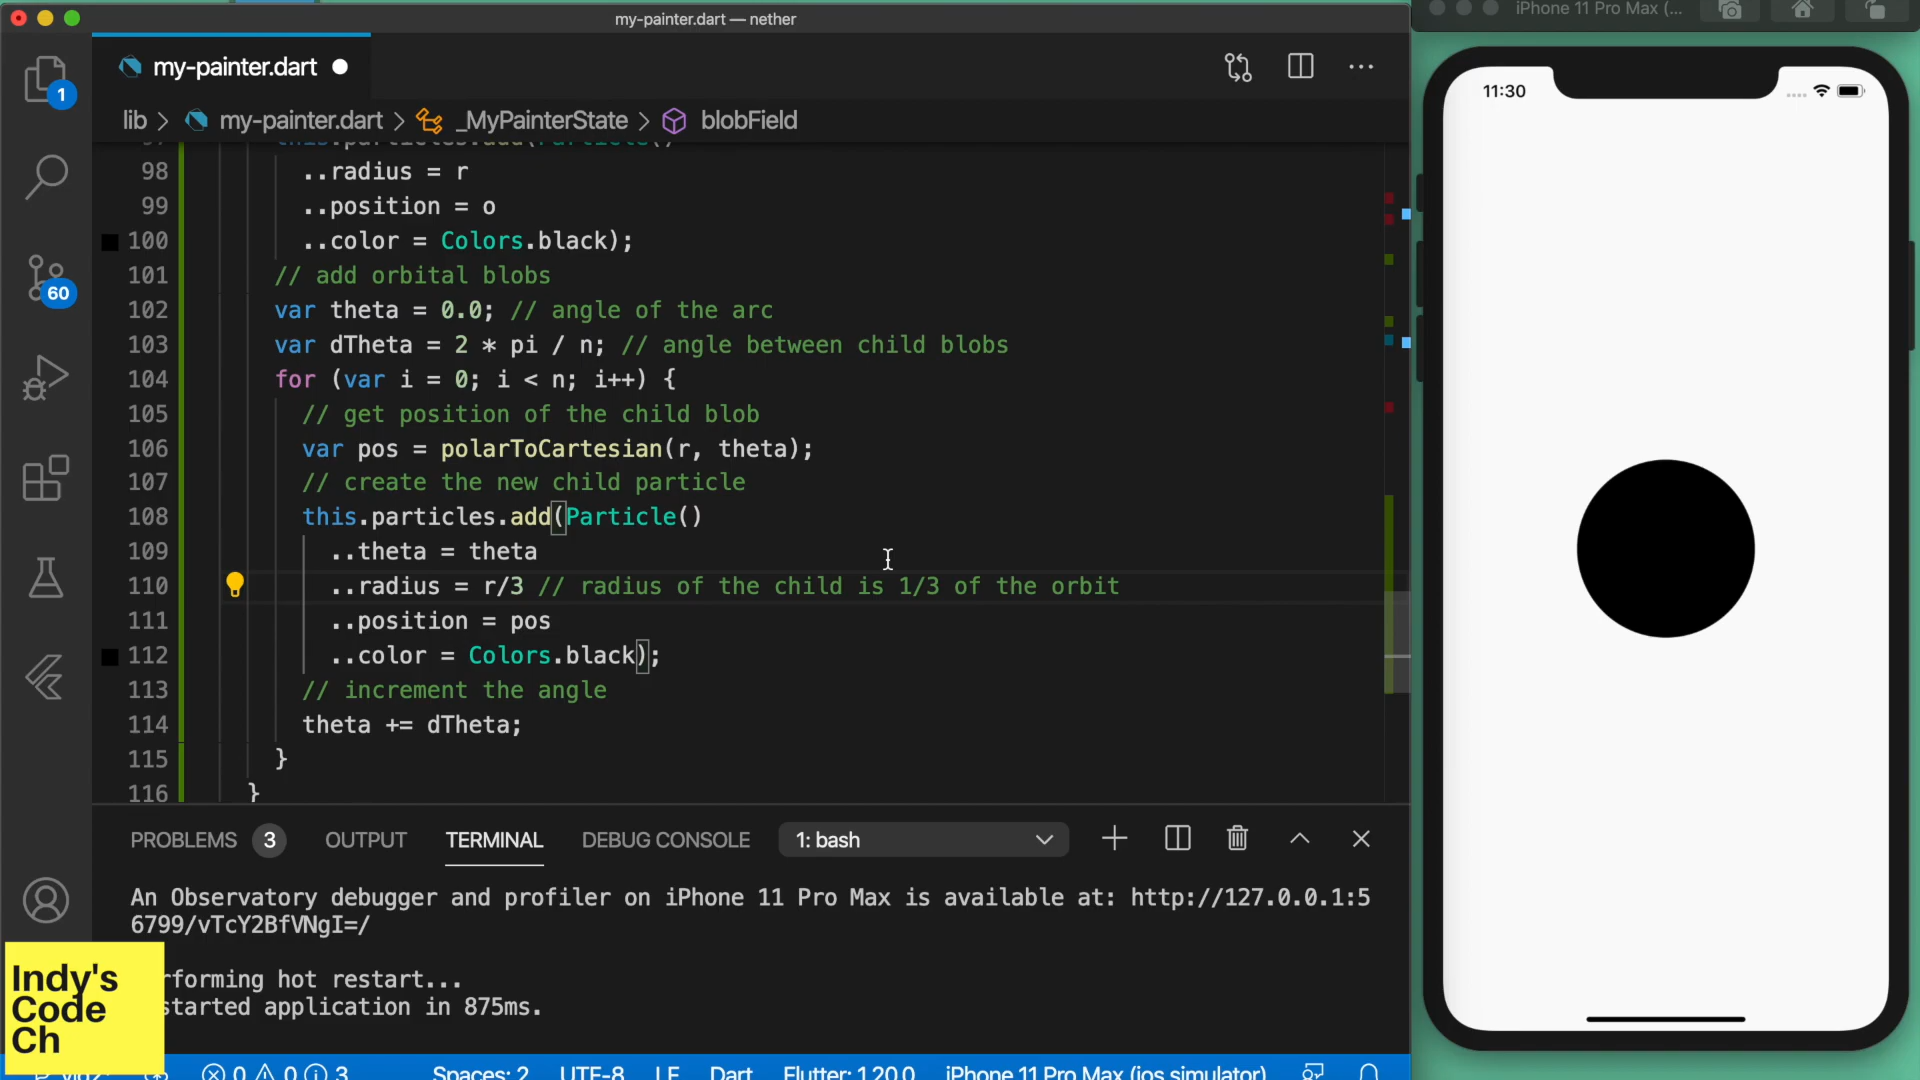 my-painter.dart — nether
iPhone 11 Pro Max (...
my-painter.dart
1
lib > my-painter.dart > _MyPainterState > blobField
98 ..radius = r
99 ..position = o
100 ..color = Colors.black);
101 // add orbital blobs
102 var theta = 0.0; // angle of the arc
103 var dTheta = 2 * pi / n; // angle between child blobs
104 for (var i = 0; i < n; i++) {
105 // get position of the child blob
106 var pos = polarToCartesian(r, theta);
107 // create the new child particle
108 this.particles.add(Particle()
109 ..theta = theta
110 ..radius = r/3 // radius of the child is 1/3 of the orbit
111 ..position = pos
112 ..color = Colors.black);
113 // increment the angle
114 theta += dTheta;
115 }
116 }
60
11:30
PROBLEMS 3 OUTPUT TERMINAL DEBUG CONSOLE 1: bash
An Observatory debugger and profiler on iPhone 11 Pro Max is available at: http://127.0.0.1:5
6799/vTcY2BfVNgI=/
rforming hot restart...
started application in 875ms.
Indy's
Code
Ch
0 0 3 Spaces: 2 UTF-8 LF Dart Flutter: 1.20.0 iPhone 11 Pro Max (ios simulator)